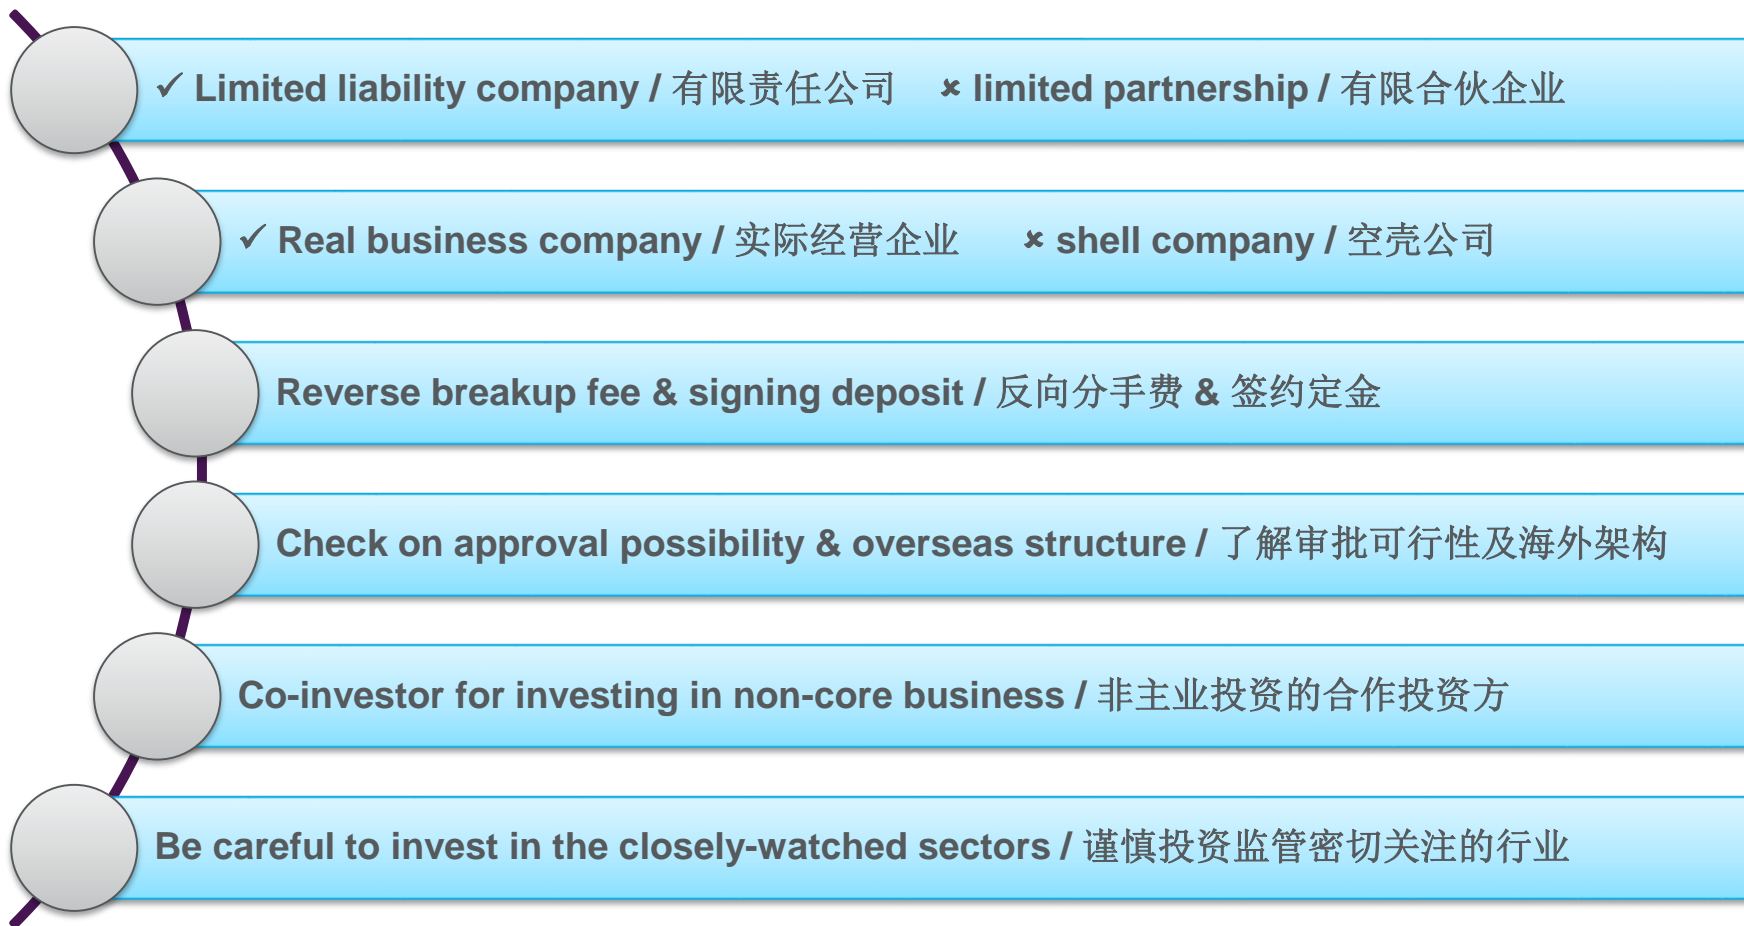 ✓ Limited liability company / 有限责任公司 ✘ limited partnership / 有限合伙企业
✓ Real business company / 实际经营企业 ✘ shell company / 空壳公司
Reverse breakup fee & signing deposit / 反向分手费 & 签约定金
Check on approval possibility & overseas structure / 了解审批可行性及海外架构
Co-investor for investing in non-core business / 非主业投资的合作投资方
Be careful to invest in the closely-watched sectors / 谨慎投资监管密切关注的行业